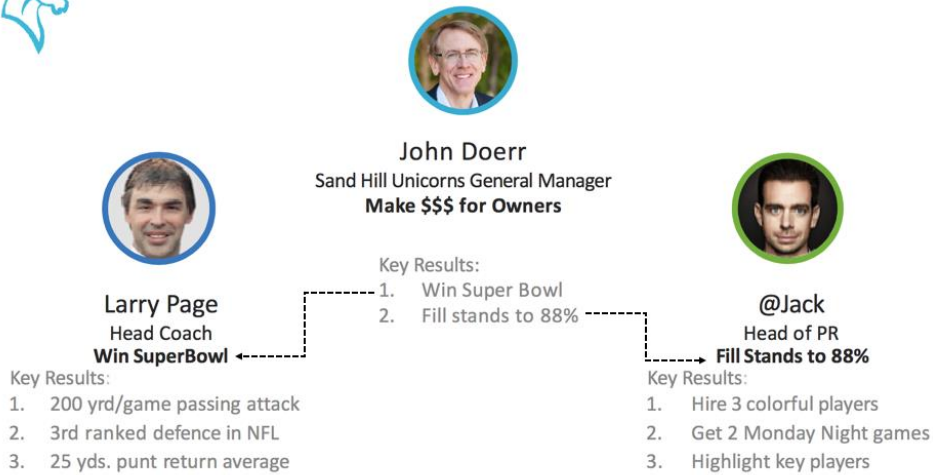 John Doerr
Sand Hill Unicorns General Manager
Make $$$ for Owners
Key Results:
1. Win Super Bowl
2. Fill stands to 88%
Larry Page
Head Coach
Win SuperBowl
Key Results:
1. 200 yrd/game passing attack
2. 3rd ranked defence in NFL
3. 25 yds. punt return average
@Jack
Head of PR
Fill Stands to 88%
Key Results:
1. Hire 3 colorful players
2. Get 2 Monday Night games
3. Highlight key players